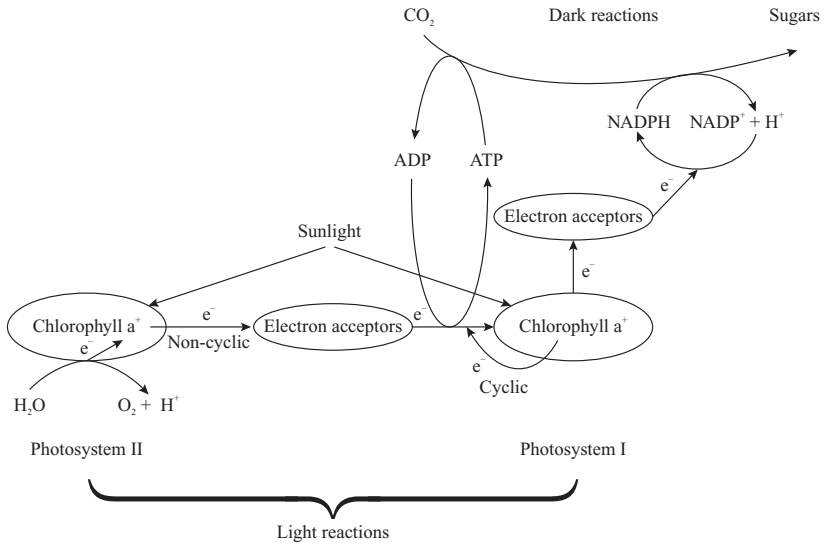 CO₂ Dark reactions Sugars
NADPH NADP⁺ + H⁺
ADP ATP
e⁻
Electron acceptors
Sunlight
e⁻
Chlorophyll a⁺ e⁻ Electron acceptors e⁻ Chlorophyll a⁺
e⁻ Non-cyclic
e⁻
Cyclic
H₂O O₂ + H⁺
Photosystem II Photosystem I
Light reactions